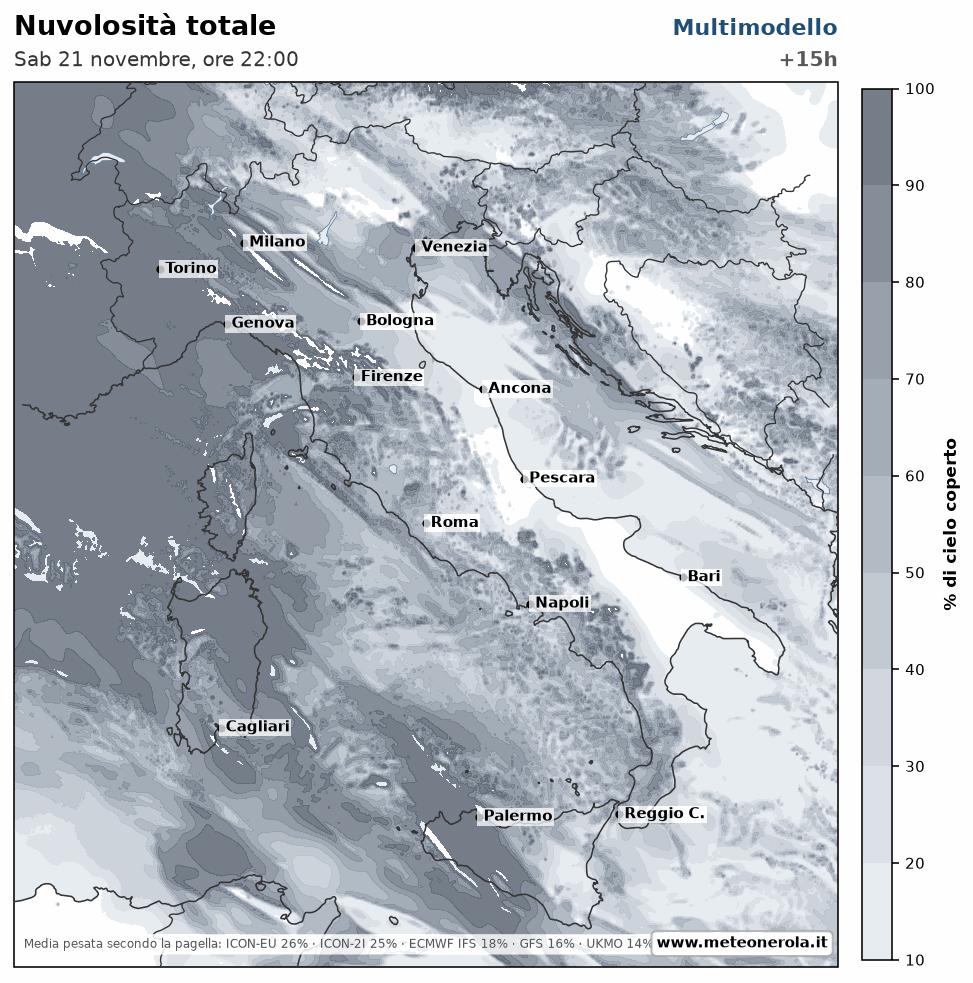 Nuvolosità totale
Multimodello
Sab 21 novembre, ore 22:00
+15h
100
90
80
70
60
50
40
30
20
10
% di cielo coperto
Milano
Venezia
Torino
Genova
Bologna
Firenze
Ancona
Pescara
Roma
Bari
Napoli
Cagliari
Palermo
Reggio C.
Media pesata secondo la pagella: ICON-EU 26% · ICON-2I 25% · ECMWF IFS 18% · GFS 16% · UKMO 14%
www.meteonerola.it